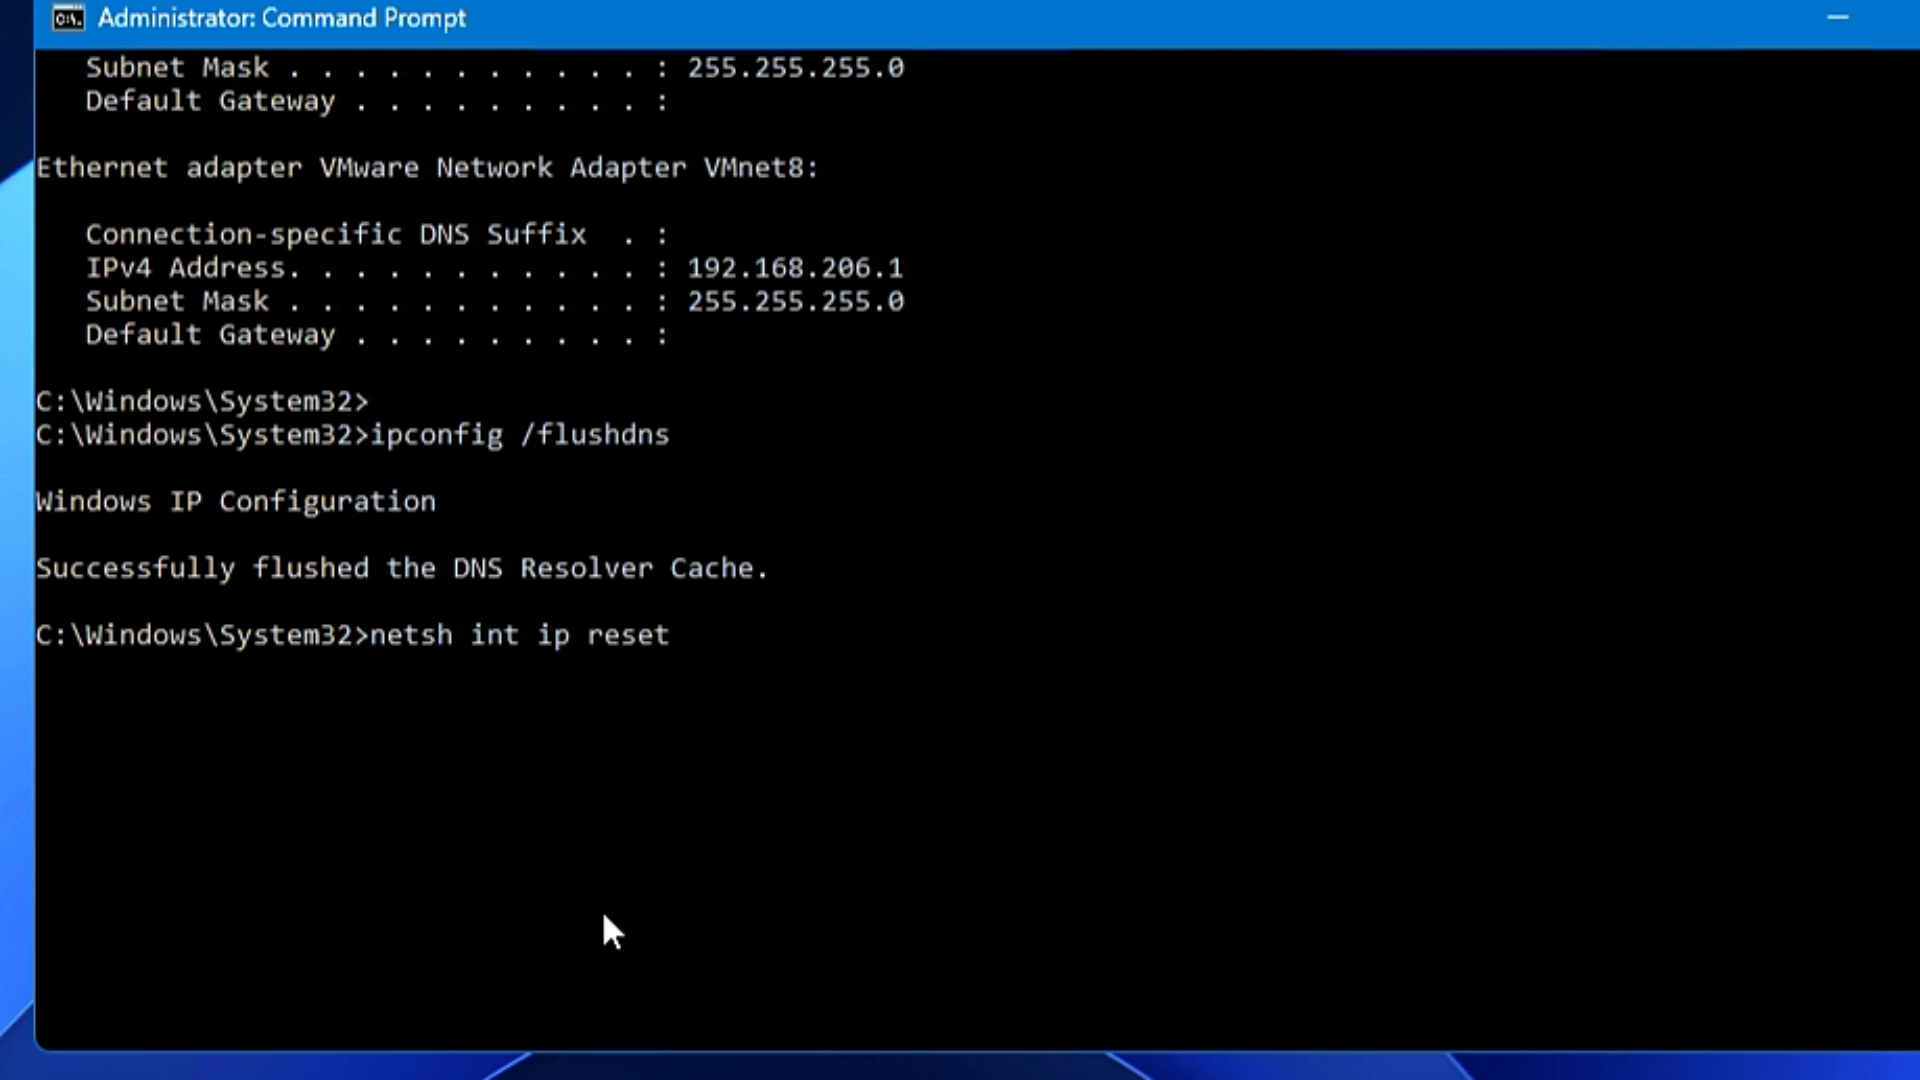 Administrator: Command Prompt
Subnet Mask . . . . . . . . . . . : 255.255.255.0
Default Gateway . . . . . . . . . :
Ethernet adapter VMware Network Adapter VMnet8:
Connection-specific DNS Suffix  . :
IPv4 Address. . . . . . . . . . . : 192.168.206.1
Subnet Mask . . . . . . . . . . . : 255.255.255.0
Default Gateway . . . . . . . . . :
C:\Windows\System32>
C:\Windows\System32>ipconfig /flushdns
Windows IP Configuration
Successfully flushed the DNS Resolver Cache.
C:\Windows\System32>netsh int ip reset